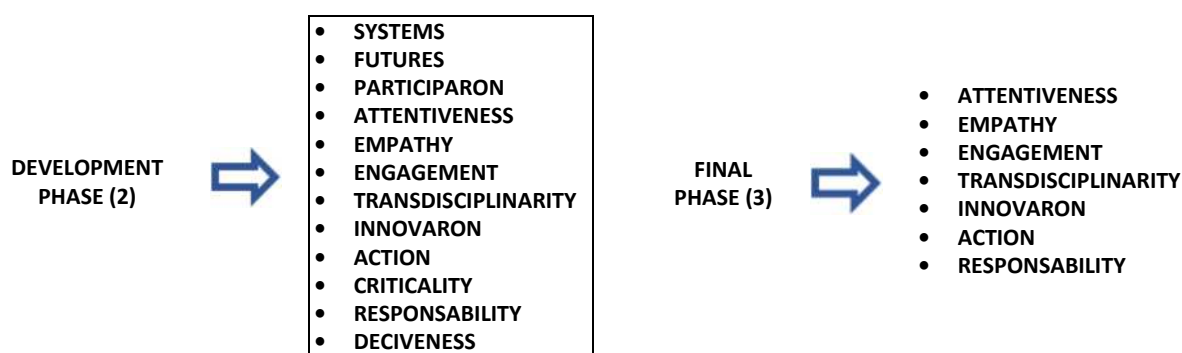 DEVELOPMENT
PHASE (2)
• SYSTEMS
• FUTURES
• PARTICIPARON
• ATTENTIVENESS
• EMPATHY
• ENGAGEMENT
• TRANSDISCIPLINARITY
• INNOVARON
• ACTION
• CRITICALITY
• RESPONSABILITY
• DECIVENESS
FINAL
PHASE (3)
• ATTENTIVENESS
• EMPATHY
• ENGAGEMENT
• TRANSDISCIPLINARITY
• INNOVARON
• ACTION
• RESPONSABILITY